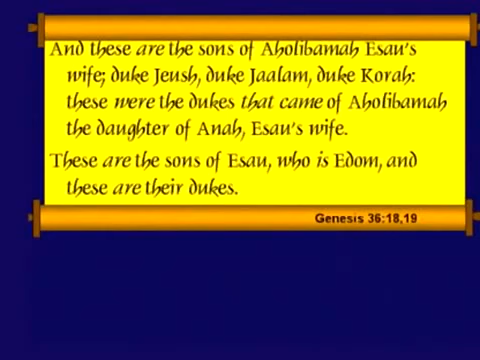 And these are the sons of Aholibamah Esau's
wife; duke Jeush, duke Jaalam, duke Korah:
these were the dukes that came of Aholibamah
the daughter of Anah, Esau's wife.
These are the sons of Esau, who is Edom, and
these are their dukes.
Genesis 36:18,19